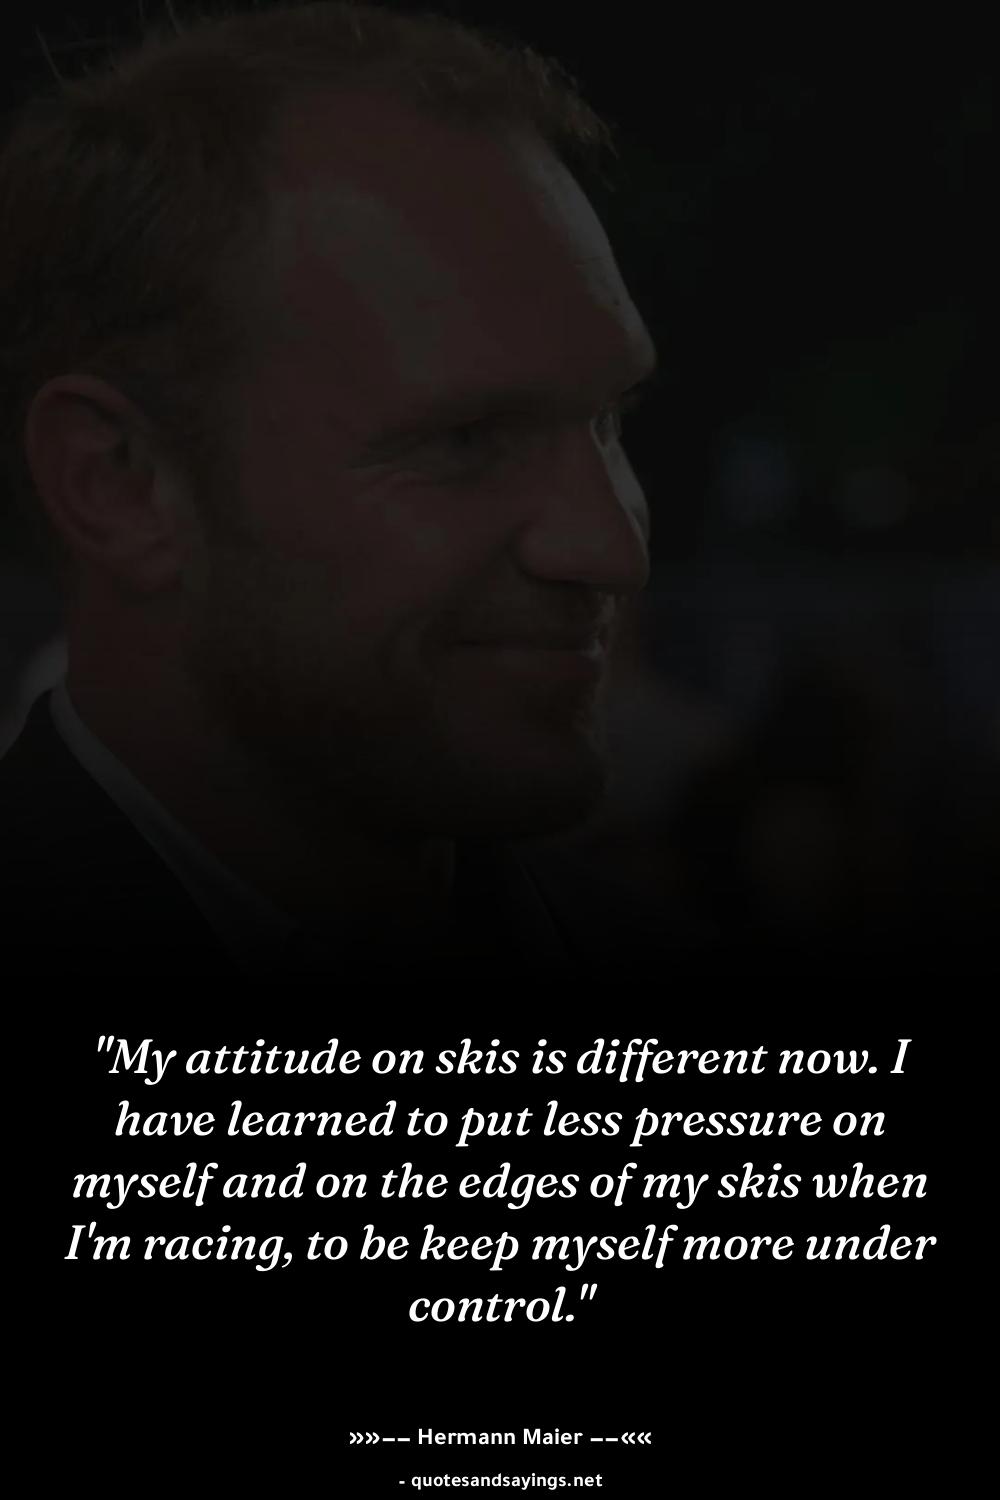 "My attitude on skis is different now. I
have learned to put less pressure on
myself and on the edges of my skis when
I'm racing, to be keep myself more under
control."
»»−− Hermann Maier −−««
- quotesandsayings.net